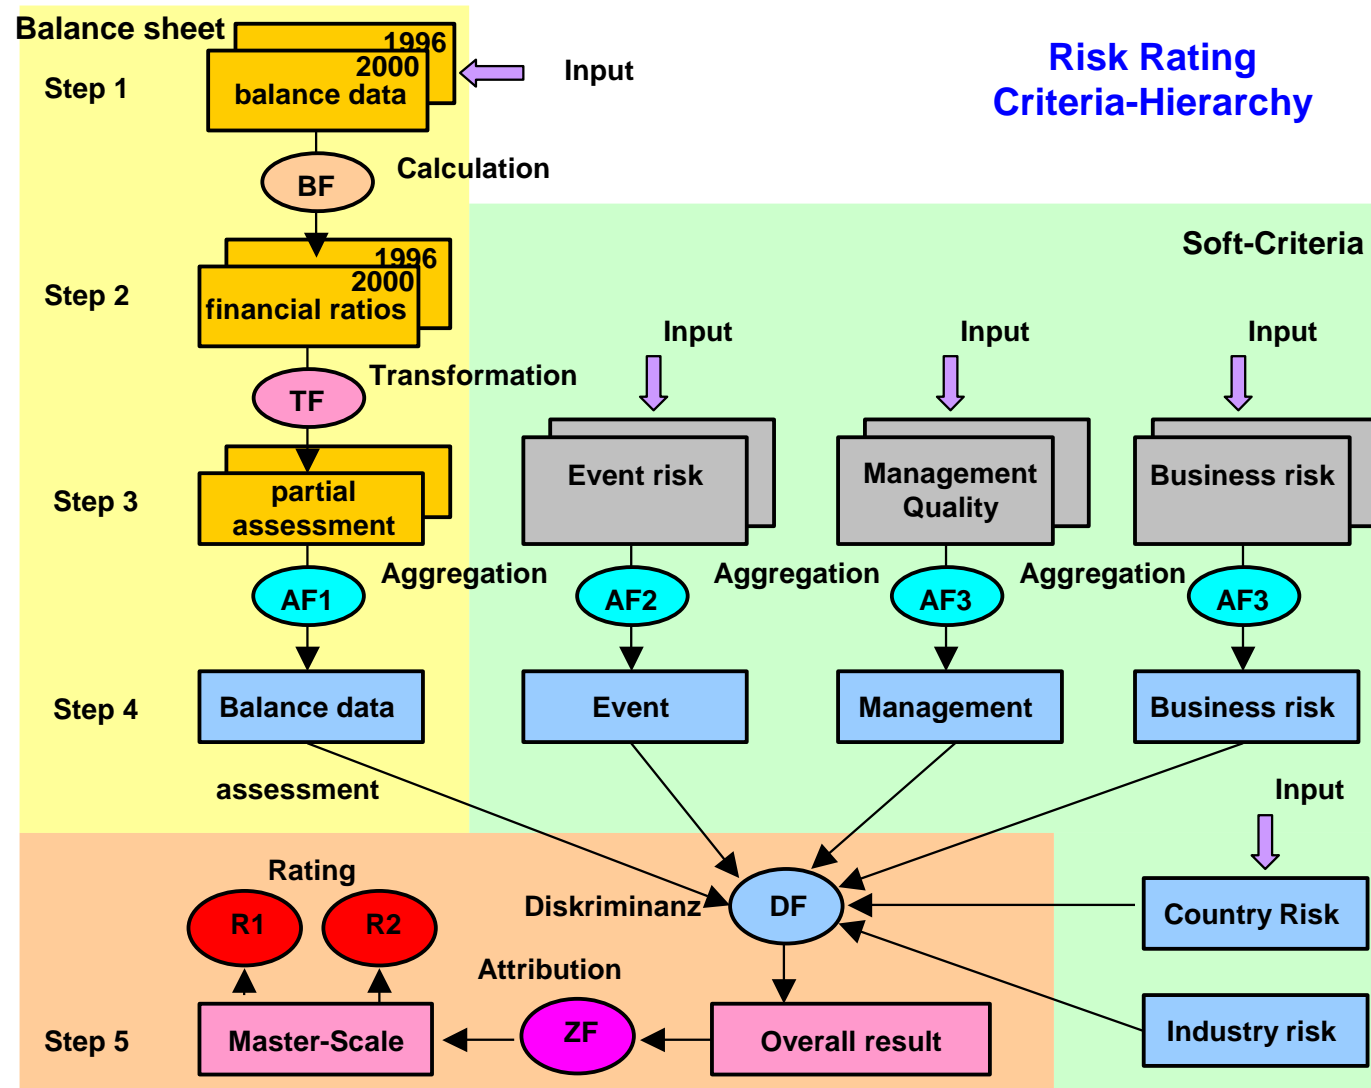 Balance sheet
1996
2000
balance data
Step 1
Input
Risk Rating
Criteria-Hierarchy
BF
Calculation
Soft-Criteria
1996
2000
financial ratios
Step 2
Input
Input
Input
TF
Transformation
Step 3
partial
assessment
Event risk
Management
Quality
Business risk
AF1
Aggregation
AF2
Aggregation
AF3
Aggregation
AF3
Step 4
Balance data
Event
Management
Business risk
assessment
Input
Rating
R1
R2
Diskriminanz
DF
Country Risk
Attribution
Step 5
Master-Scale
ZF
Overall result
Industry risk